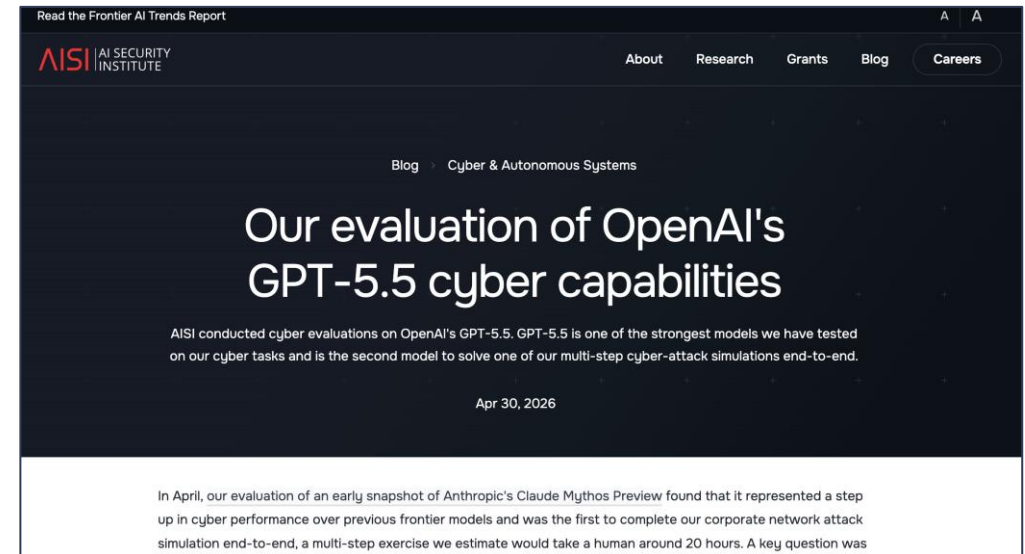 Read the Frontier AI Trends Report
A A
AISI AI SECURITY
INSTITUTE
About Research Grants Blog Careers
Blog > Cyber & Autonomous Systems
Our evaluation of OpenAI's
GPT-5.5 cyber capabilities
AISI conducted cyber evaluations on OpenAI's GPT-5.5. GPT-5.5 is one of the strongest models we have tested
on our cyber tasks and is the second model to solve one of our multi-step cyber-attack simulations end-to-end.
Apr 30, 2026
In April, our evaluation of an early snapshot of Anthropic's Claude Mythos Preview found that it represented a step
up in cyber performance over previous frontier models and was the first to complete our corporate network attack
simulation end-to-end, a multi-step exercise we estimate would take a human around 20 hours. A key question was